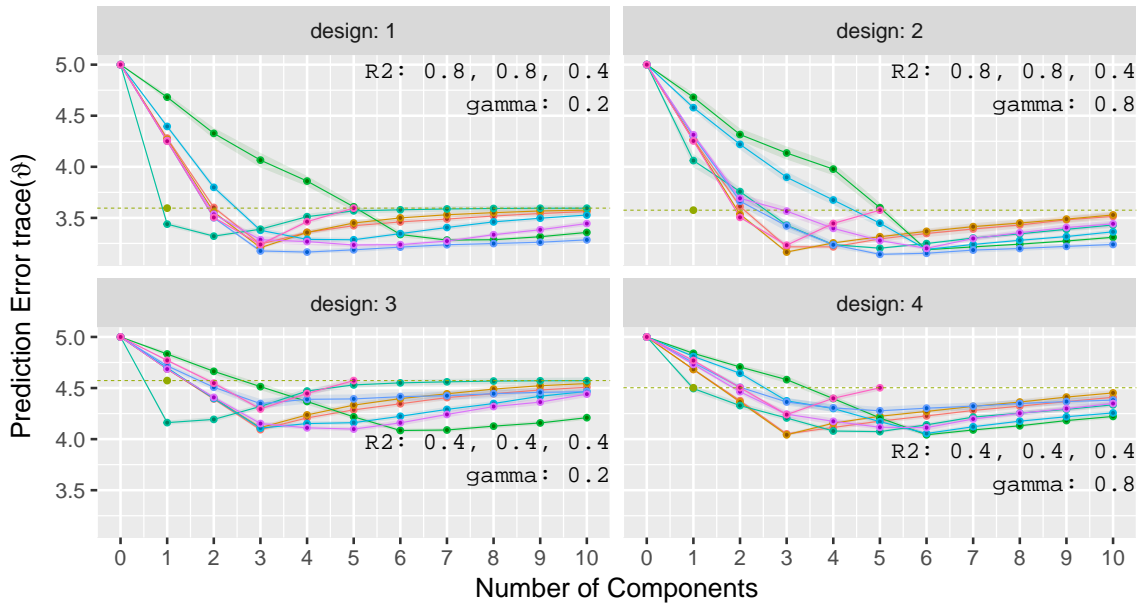 design: 1
design: 2
R2: 0.8, 0.8, 0.4
gamma: 0.2
R2: 0.8, 0.8, 0.4
gamma: 0.8
5.0
4.5
4.0
3.5
design: 3
design: 4
R2: 0.4, 0.4, 0.4
gamma: 0.2
R2: 0.4, 0.4, 0.4
gamma: 0.8
5.0
4.5
4.0
3.5
0 1 2 3 4 5 6 7 8 9 10
0 1 2 3 4 5 6 7 8 9 10
Number of Components
Prediction Error trace(ϑ)